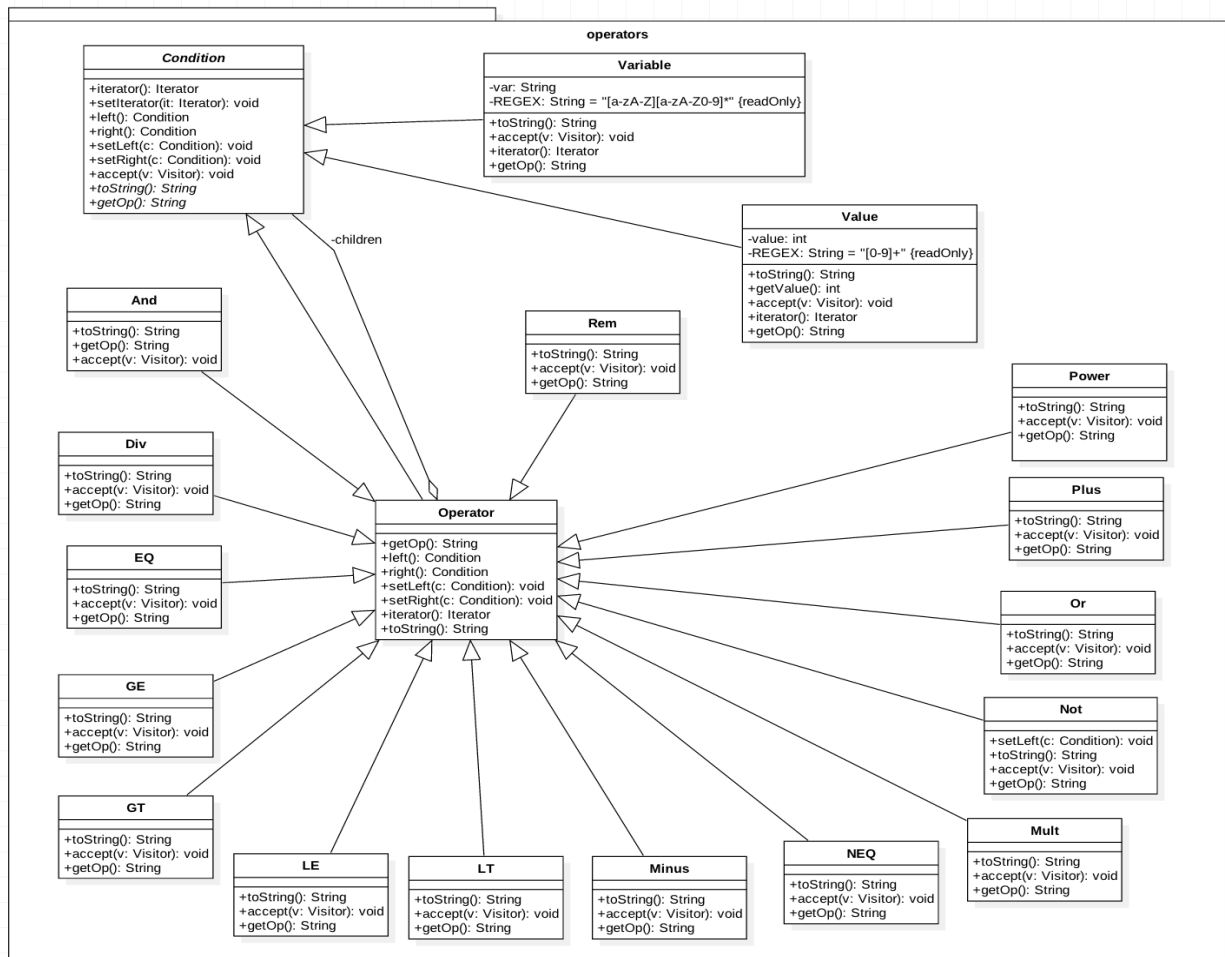 operators
Condition
+iterator(): Iterator
+setIterator(it: Iterator): void
+left(): Condition
+right(): Condition
+setLeft(c: Condition): void
+setRight(c: Condition): void
+accept(v: Visitor): void
+toString(): String
+getOp(): String
Variable
-var: String
-REGEX: String = "[a-zA-Z][a-zA-Z0-9]*" {readOnly}
+toString(): String
+accept(v: Visitor): void
+iterator(): Iterator
+getOp(): String
Value
-value: int
-REGEX: String = "[0-9]+" {readOnly}
+toString(): String
+getValue(): int
+accept(v: Visitor): void
+iterator(): Iterator
+getOp(): String
-children
And
+toString(): String
+getOp(): String
+accept(v: Visitor): void
Rem
+toString(): String
+accept(v: Visitor): void
+getOp(): String
Power
+toString(): String
+accept(v: Visitor): void
+getOp(): String
Div
+toString(): String
+accept(v: Visitor): void
+getOp(): String
Operator
+getOp(): String
+left(): Condition
+right(): Condition
+setLeft(c: Condition): void
+setRight(c: Condition): void
+iterator(): Iterator
+toString(): String
Plus
+toString(): String
+accept(v: Visitor): void
+getOp(): String
EQ
+toString(): String
+accept(v: Visitor): void
+getOp(): String
Or
+toString(): String
+accept(v: Visitor): void
+getOp(): String
GE
+toString(): String
+accept(v: Visitor): void
+getOp(): String
Not
+setLeft(c: Condition): void
+toString(): String
+accept(v: Visitor): void
+getOp(): String
GT
+toString(): String
+accept(v: Visitor): void
+getOp(): String
LE
+toString(): String
+accept(v: Visitor): void
+getOp(): String
LT
+toString(): String
+accept(v: Visitor): void
+getOp(): String
Minus
+toString(): String
+accept(v: Visitor): void
+getOp(): String
NEQ
+toString(): String
+accept(v: Visitor): void
+getOp(): String
Mult
+toString(): String
+accept(v: Visitor): void
+getOp(): String